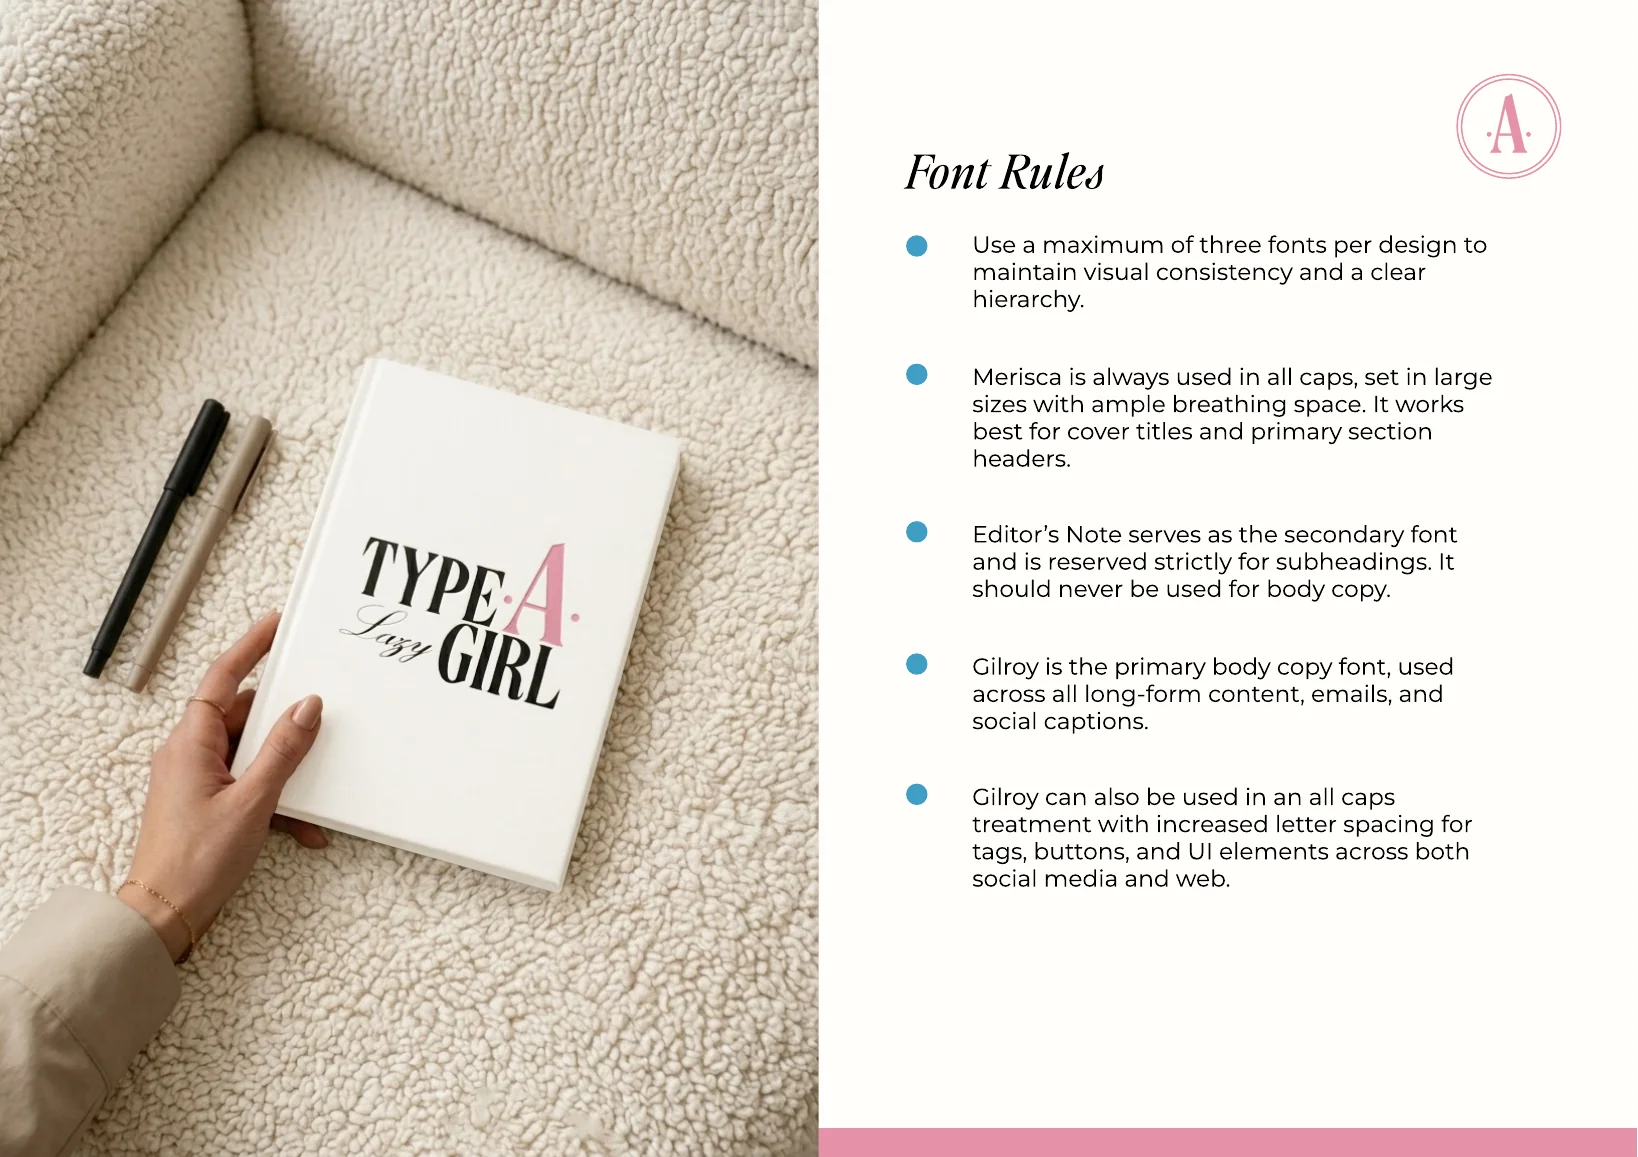 TYPE·A·
Lazy GIRL
·A·
Font Rules
Use a maximum of three fonts per design to
maintain visual consistency and a clear
hierarchy.
Merisca is always used in all caps, set in large
sizes with ample breathing space. It works
best for cover titles and primary section
headers.
Editor’s Note serves as the secondary font
and is reserved strictly for subheadings. It
should never be used for body copy.
Gilroy is the primary body copy font, used
across all long-form content, emails, and
social captions.
Gilroy can also be used in an all caps
treatment with increased letter spacing for
tags, buttons, and UI elements across both
social media and web.